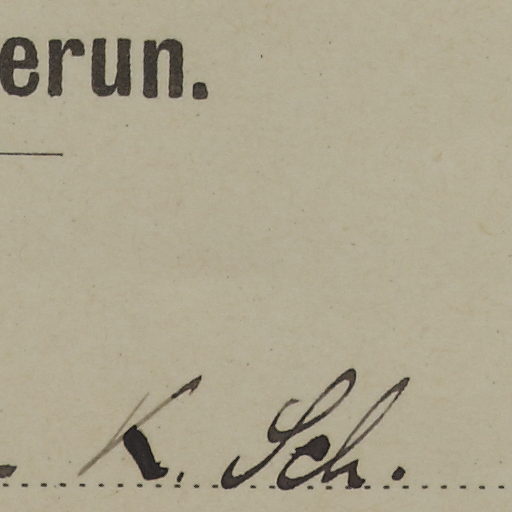 erun.
K. Sch.